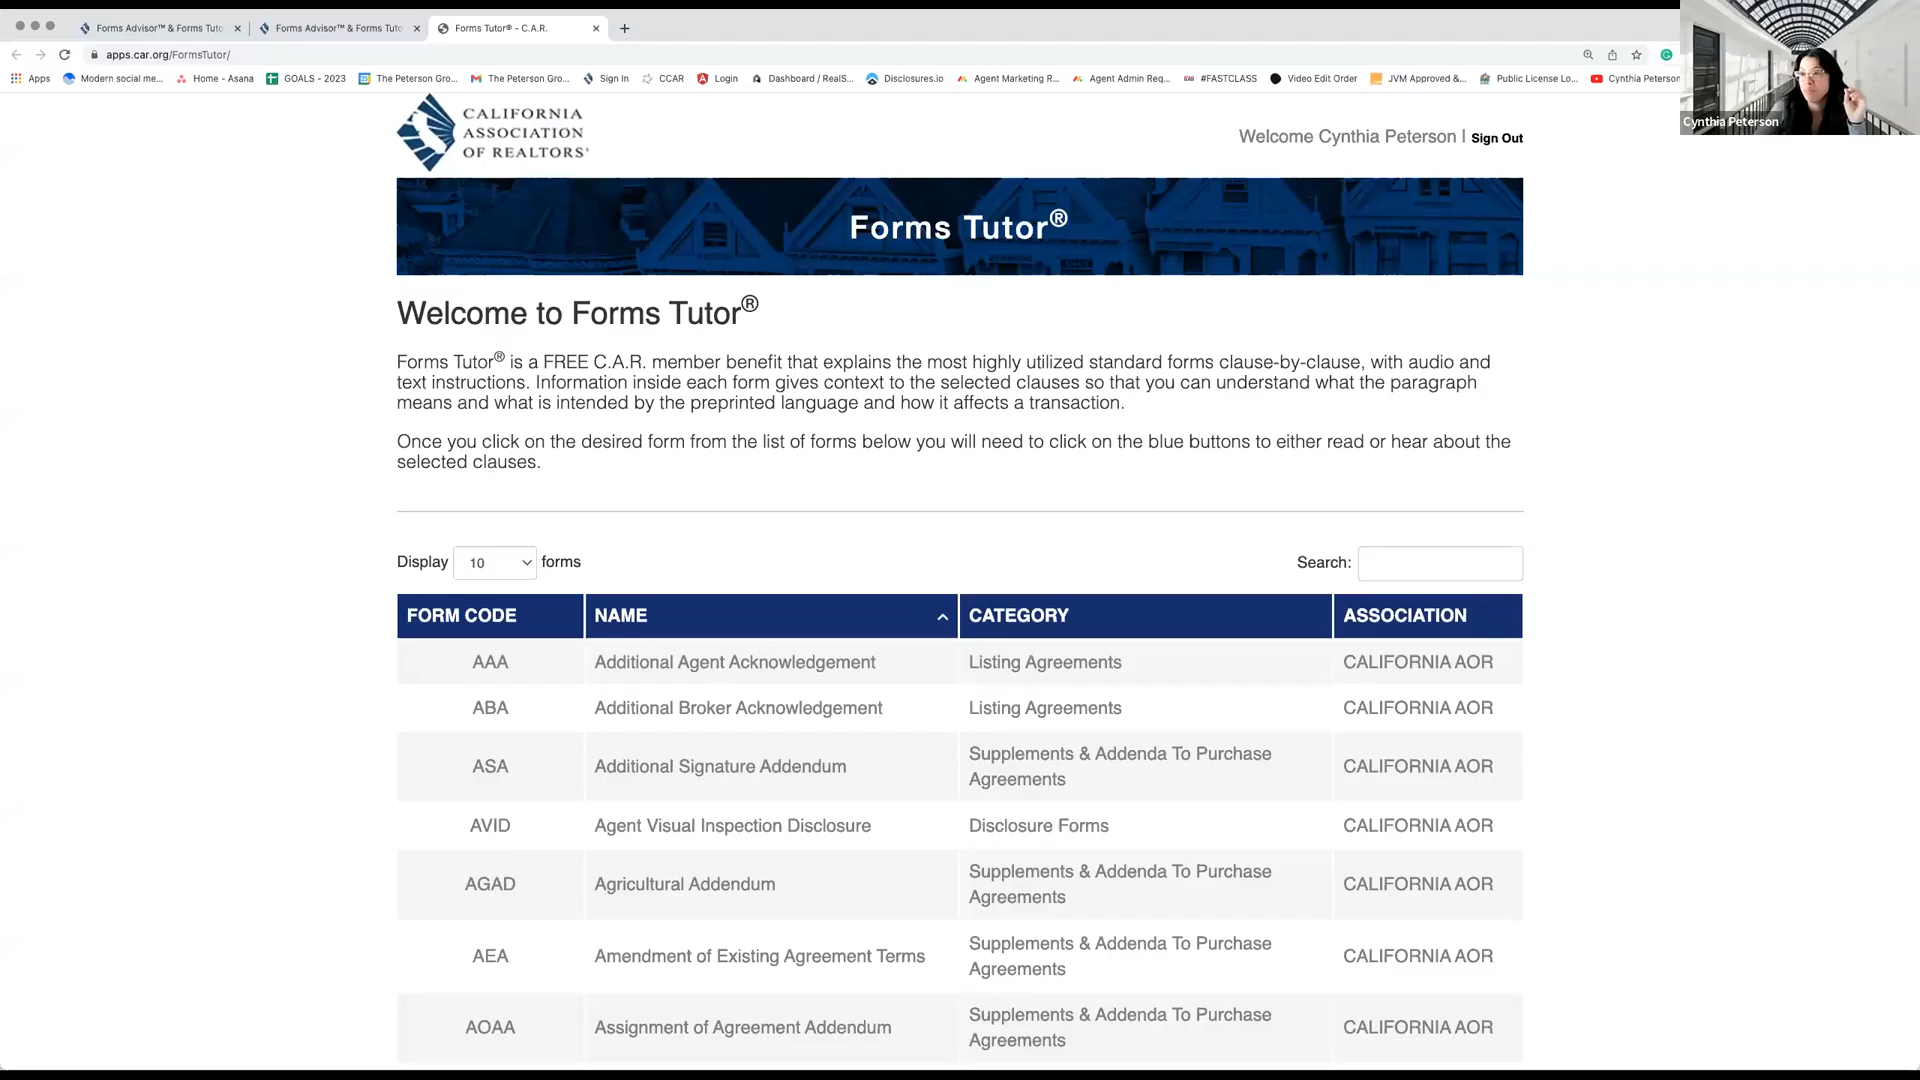 Forms Advisor™ & Forms Tuto
Forms Advisor™ & Forms Tuto
Forms Tutor® - C.A.R.
apps.car.org/FormsTutor/
Apps
Modern social me...
Home - Asana
GOALS - 2023
The Peterson Gro...
The Peterson Gro...
Sign In
CCAR
Login
Dashboard / RealS...
Disclosures.io
Agent Marketing R...
Agent Admin Req...
#FASTCLASS
Video Edit Order
JVM Approved &...
Public License Lo...
Cynthia Peterson
Cynthia Peterson
CALIFORNIA
ASSOCIATION
OF REALTORS®
Welcome Cynthia Peterson | Sign Out
Forms Tutor®
Welcome to Forms Tutor®
Forms Tutor® is a FREE C.A.R. member benefit that explains the most highly utilized standard forms clause-by-clause, with audio and
text instructions. Information inside each form gives context to the selected clauses so that you can understand what the paragraph
means and what is intended by the preprinted language and how it affects a transaction.
Once you click on the desired form from the list of forms below you will need to click on the blue buttons to either read or hear about the
selected clauses.
Display 10 forms
Search:
FORM CODE NAME CATEGORY ASSOCIATION
AAA Additional Agent Acknowledgement Listing Agreements CALIFORNIA AOR
ABA Additional Broker Acknowledgement Listing Agreements CALIFORNIA AOR
ASA Additional Signature Addendum Supplements & Addenda To Purchase
Agreements CALIFORNIA AOR
AVID Agent Visual Inspection Disclosure Disclosure Forms CALIFORNIA AOR
AGAD Agricultural Addendum Supplements & Addenda To Purchase
Agreements CALIFORNIA AOR
AEA Amendment of Existing Agreement Terms Supplements & Addenda To Purchase
Agreements CALIFORNIA AOR
AOAA Assignment of Agreement Addendum Supplements & Addenda To Purchase
Agreements CALIFORNIA AOR